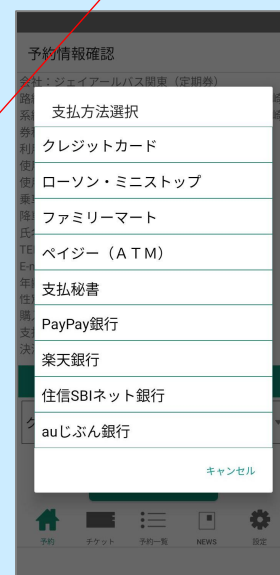 予約情報確認
会社：ジェイアールバス関東（定期券）
支払方法選択
クレジットカード
ローソン・ミニストップ
ファミリーマート
ペイジー（ＡＴＭ）
支払秘書
PayPay銀行
楽天銀行
住信SBIネット銀行
auじぶん銀行
キャンセル
予約
チケット
予約一覧
NEWS
設定